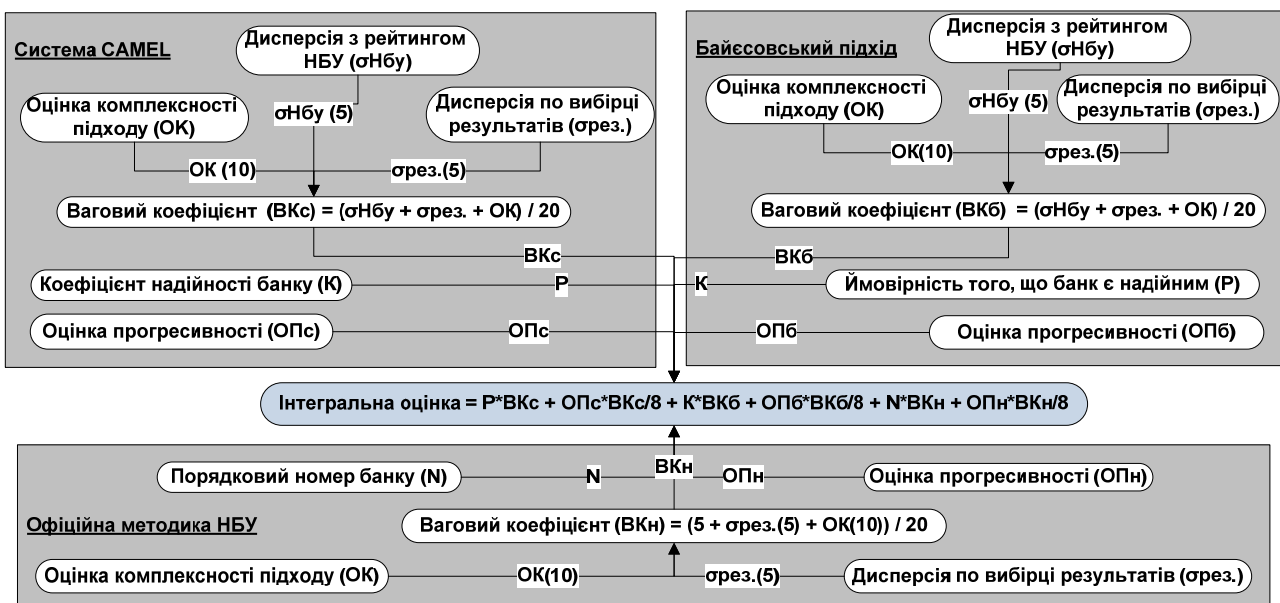 Система CAMEL
Дисперсія з рейтингом
НБУ (σНбу)
Оцінка комплексності
підходу (ОК)
σНбу (5)
Дисперсія по вибірці
результатів (σрез.)
ОК (10)
σрез.(5)
Ваговий коефіцієнт (ВКс) = (σНбу + σрез. + ОК) / 20
ВКс
Коефіцієнт надійності банку (К)
Р
Оцінка прогресивності (ОПс)
ОПс
Байєсовський підхід
Дисперсія з рейтингом
НБУ (σНбу)
Оцінка комплексності
підходу (ОК)
σНбу (5)
Дисперсія по вибірці
результатів (σрез.)
ОК(10)
σрез.(5)
Ваговий коефіцієнт (ВКб) = (σНбу + σрез. + ОК) / 20
ВКб
К
Ймовірність того, що банк є надійним (Р)
ОПб
Оцінка прогресивності (ОПб)
Інтегральна оцінка = Р*ВКс + ОПс*ВКс/8 + К*ВКб + ОПб*ВКб/8 + N*ВКн + ОПн*ВКн/8
Порядковий номер банку (N)
N
ВКн
ОПн
Оцінка прогресивності (ОПн)
Офіційна методика НБУ
Ваговий коефіцієнт (ВКн) = (5 + σрез.(5) + ОК(10)) / 20
Оцінка комплексності підходу (ОК)
ОК(10)
σрез.(5)
Дисперсія по вибірці результатів (σрез.)